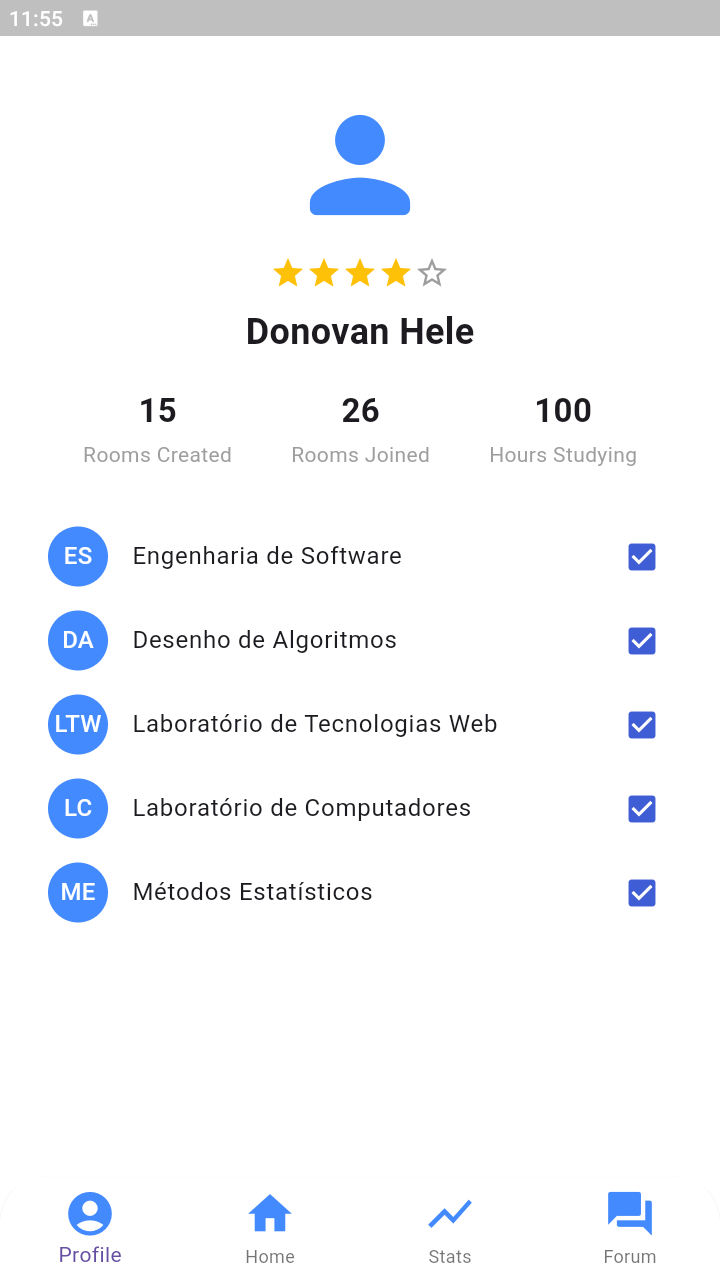 11:55 A
Donovan Hele
15 26 100
Rooms Created Rooms Joined Hours Studying
ES Engenharia de Software
DA Desenho de Algoritmos
LTW Laboratório de Tecnologias Web
LC Laboratório de Computadores
ME Métodos Estatísticos
Profile Home Stats Forum